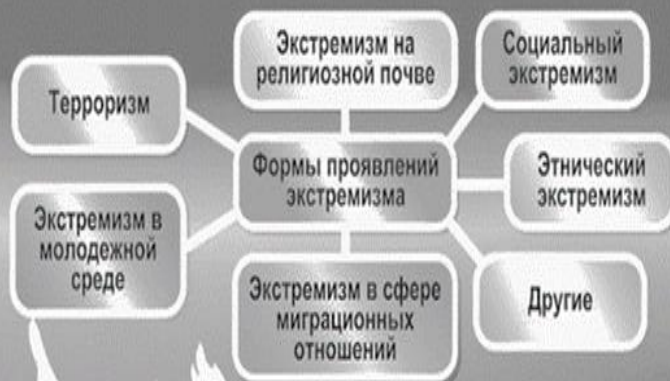 Экстремизм на
религиозной почве
Социальный
экстремизм
Терроризм
Формы проявлений
экстремизма
Этнический
экстремизм
Экстремизм в
молодежной
среде
Экстремизм в сфере
миграционных
отношений
Другие